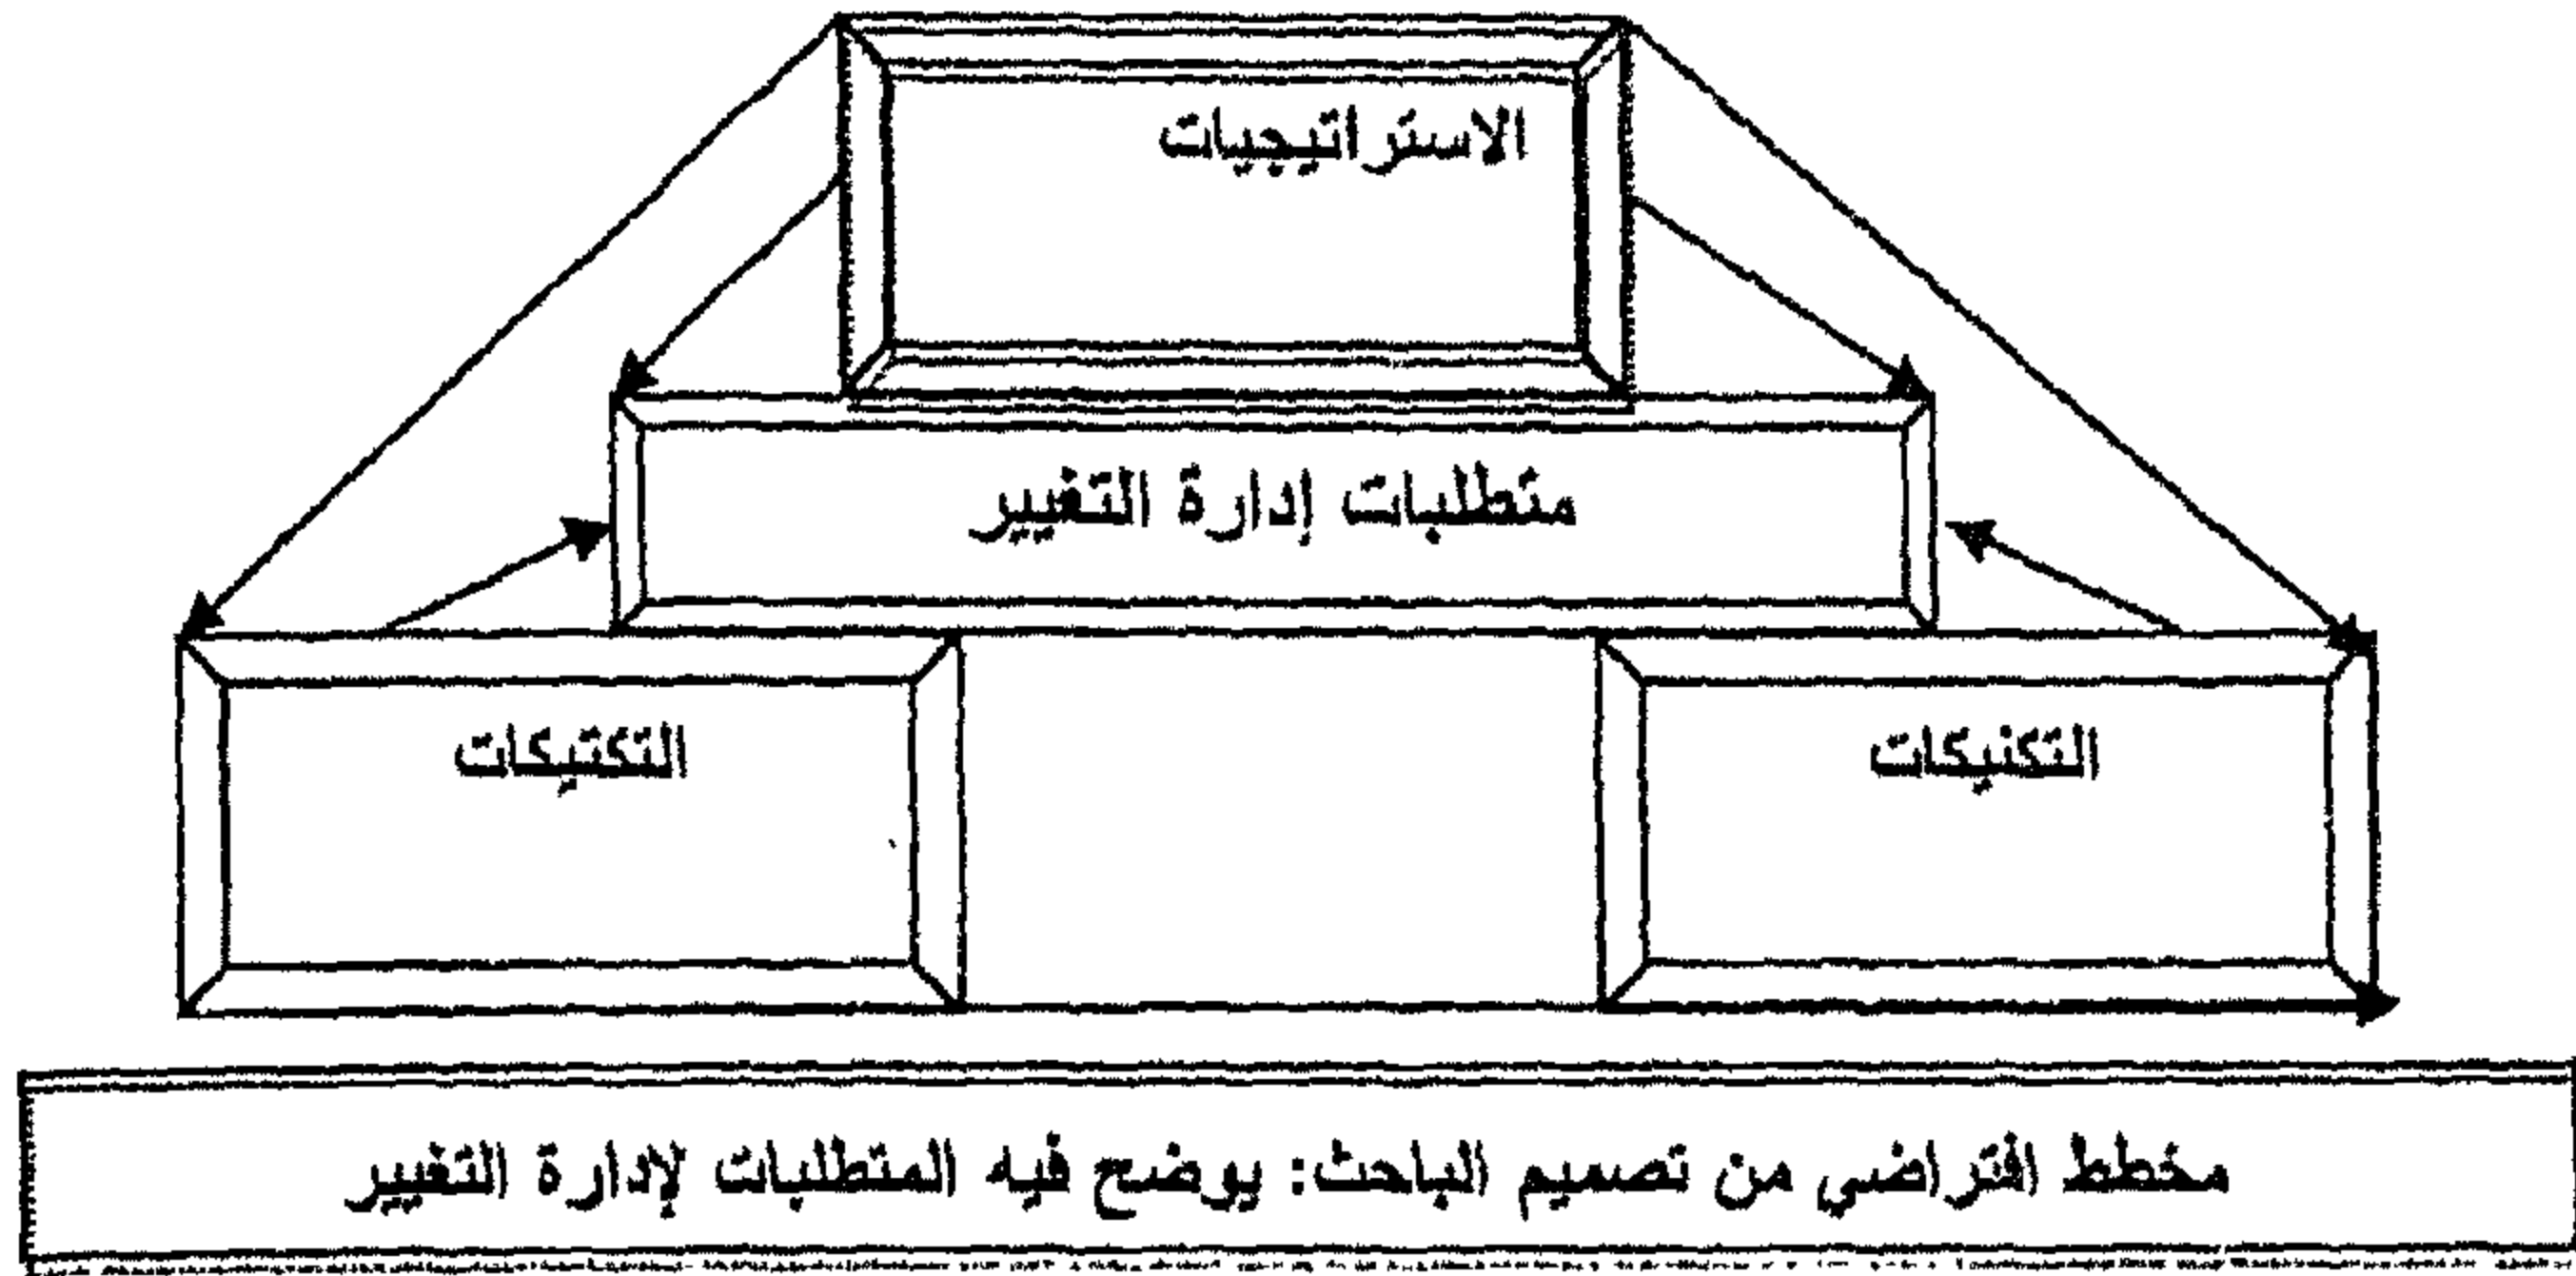 الاستراتيجيات
متطلبات إدارة التغيير
التكنيكات
التكتيكات
مخطط افتراضي من تصميم الباحث: يوضح فيه المتطلبات لإدارة التغيير